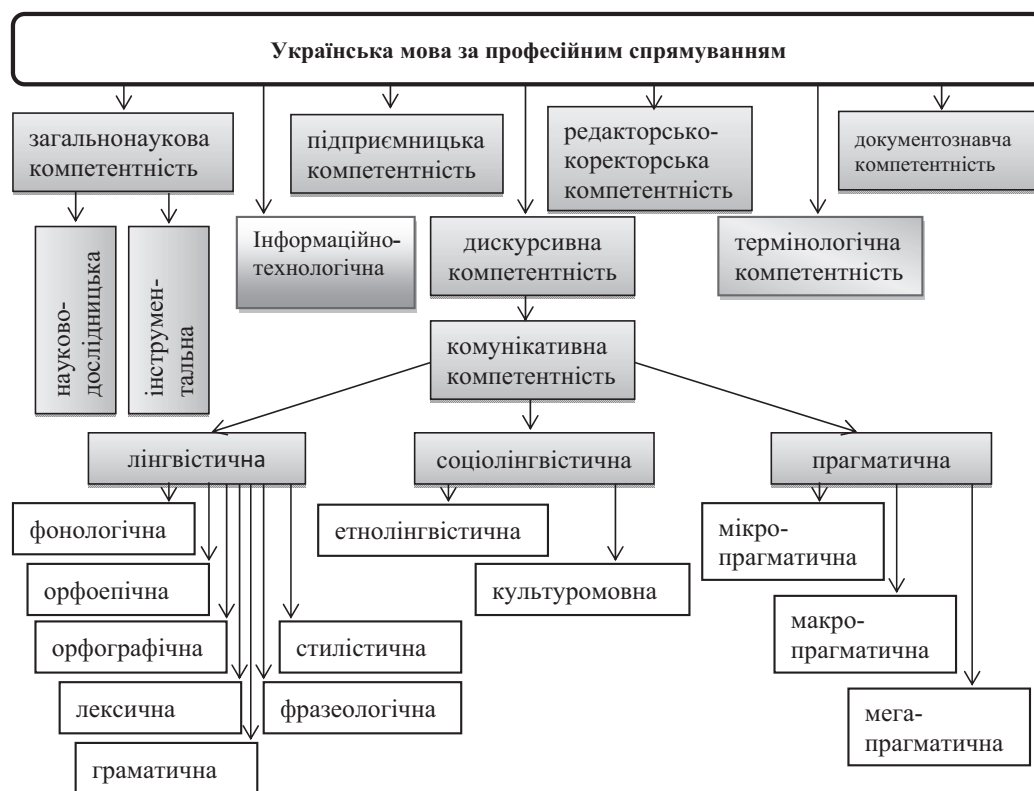 Українська мова за професійним спрямуванням
загальнонаукова
компетентність
підприємницька
компетентність
редакторсько-
коректорська
компетентність
документознавча
компетентність
науково-
дослідницька
інструмен-
тальна
Інформаційно-
технологічна
дискурсивна
компетентність
термінологічна
компетентність
комунікативна
компетентність
лінгвістична
соціолінгвістична
прагматична
фонологічна
орфоепічна
орфографічна
лексична
граматична
стилістична
фразеологічна
етнолінгвістична
культуромовна
мікро-
прагматична
макро-
прагматична
мега-
прагматична